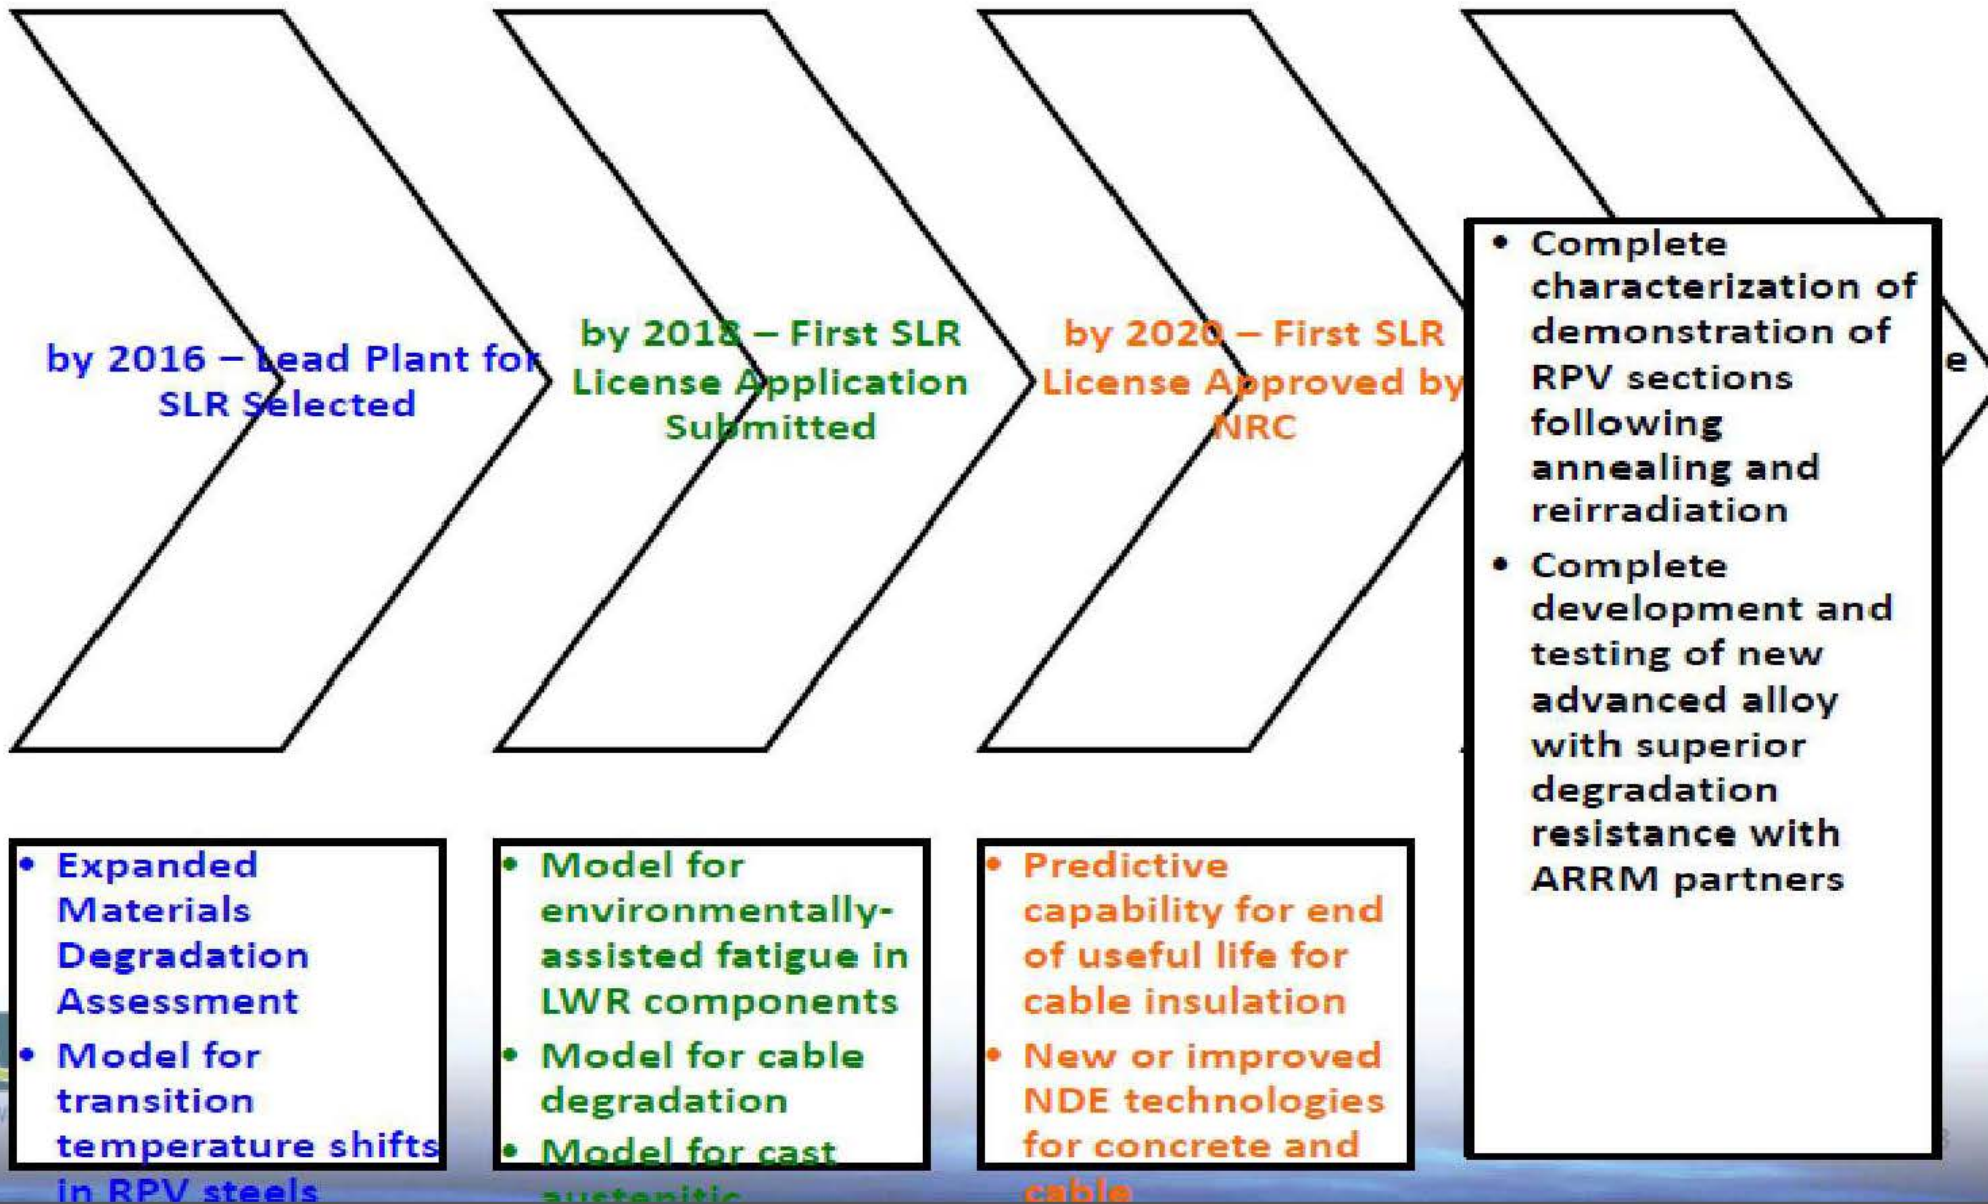 by 2016 – Lead Plant for
SLR Selected
by 2018 – First SLR
License Application
Submitted
by 2020 – First SLR
License Approved by
NRC
e
• Complete
characterization of
demonstration of
RPV sections
following
annealing and
reirradiation
• Complete
development and
testing of new
advanced alloy
with superior
degradation
resistance with
ARRM partners
• Expanded
Materials
Degradation
Assessment
• Model for
transition
temperature shifts
in RPV steels
• Model for
environmentally-
assisted fatigue in
LWR components
• Model for cable
degradation
• Model for cast
austenitic
• Predictive
capability for end
of useful life for
cable insulation
• New or improved
NDE technologies
for concrete and
cable